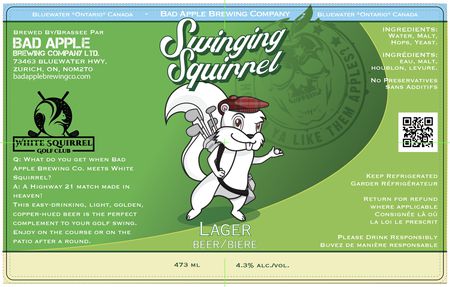 Bluewater "Ontario" Canada - Bad Apple Brewing Company - Bluewater "Ontario" Canada
Brewed By/Brassee Par
BAD APPLE
BREWING COMPANY LTD.
73463 BLUEWATER HWY,
ZURICH, ON, N0M2T0
badapplebrewingco.com
WHITE SQUIRREL
GOLF CLUB
Q: What do you get when Bad
Apple Brewing Co. meets White
Squirrel?
A: A Highway 21 match made in
heaven!
This easy-drinking, light, golden,
copper-hued beer is the perfect
complement to your golf swing.
Enjoy on the course or on the
patio after a round.
Swinging
Squirrel
YA LIKE THEM APPLES
Lager
BEER/BIERE
INGREDIENTS:
Water, Malt,
Hops, Yeast.
INGRÉDIENTS:
eau, malt,
houblon, levure.
No Preservatives
Sans Additifs
Keep Refrigerated
Garder Réfrigérateur
Return for refund
where applicable
Consignée là où
la loi le prescrit
Please Drink Responsibly
Buvez de manière responsable
473 ml
4.3% alc./vol.